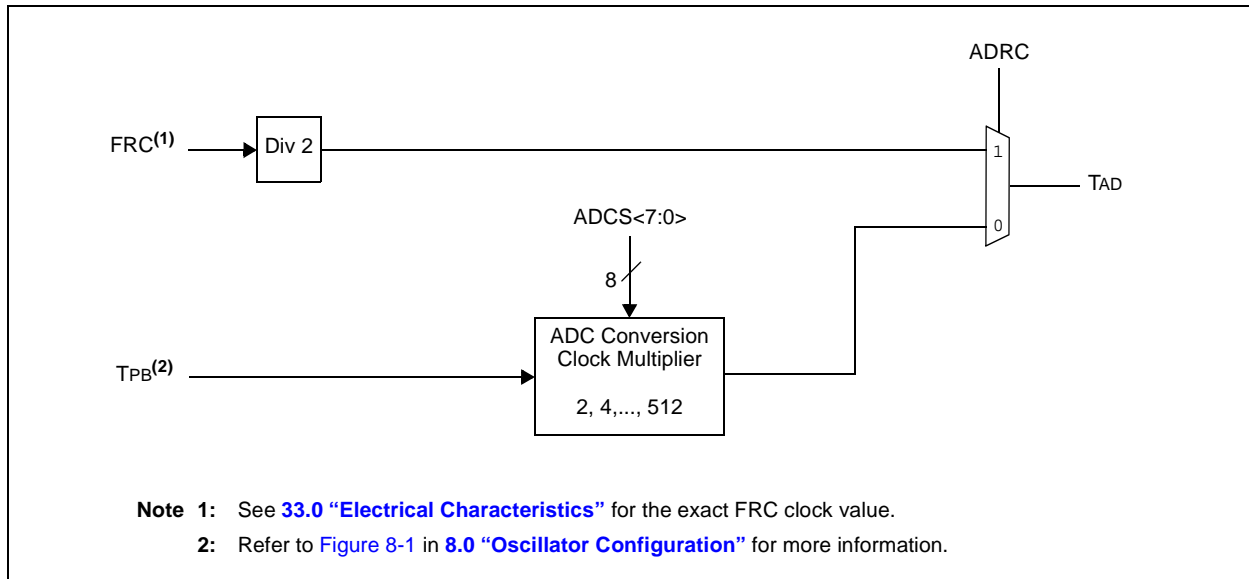 ADRC
FRC(1)
Div 2
1
TAD
ADCS<7:0>
0
8
ADC Conversion
Clock Multiplier
TPB(2)
2, 4,..., 512
Note 1: See 33.0 “Electrical Characteristics” for the exact FRC clock value.
2: Refer to Figure 8-1 in 8.0 “Oscillator Configuration” for more information.